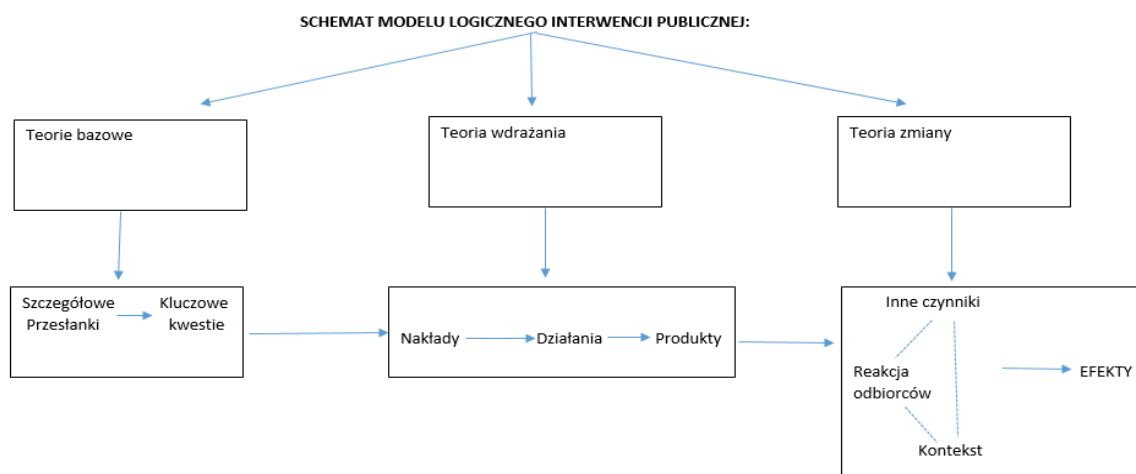 SCHEMAT MODELU LOGICZNEGO INTERWENCJI PUBLICZNEJ:
Teorie bazowe
Teoria wdrażania
Teoria zmiany
Szczegółowe
Przesłanki
Kluczowe
kwestie
Nakłady
Działania
Produkty
Inne czynniki
Reakcja
odbiorców
EFEKTY
Kontekst